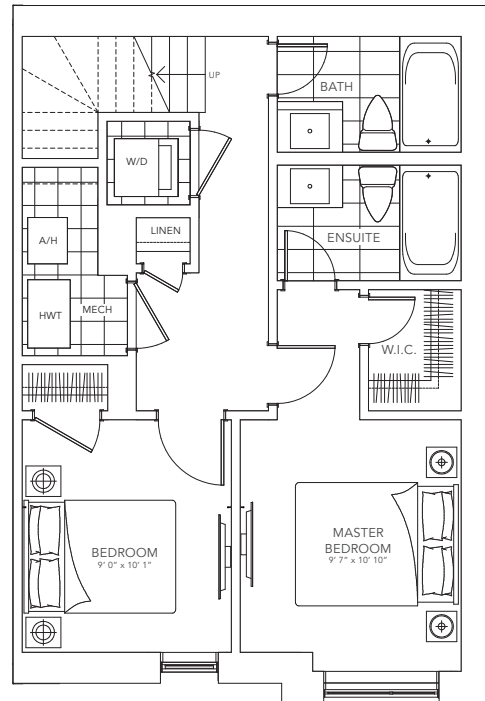 UP
BATH
W/D
LINEN
ENSUITE
A/H
HWT
MECH
W.I.C.
BEDROOM
9' 0" x 10' 1"
MASTER
BEDROOM
9' 7" x 10' 10"